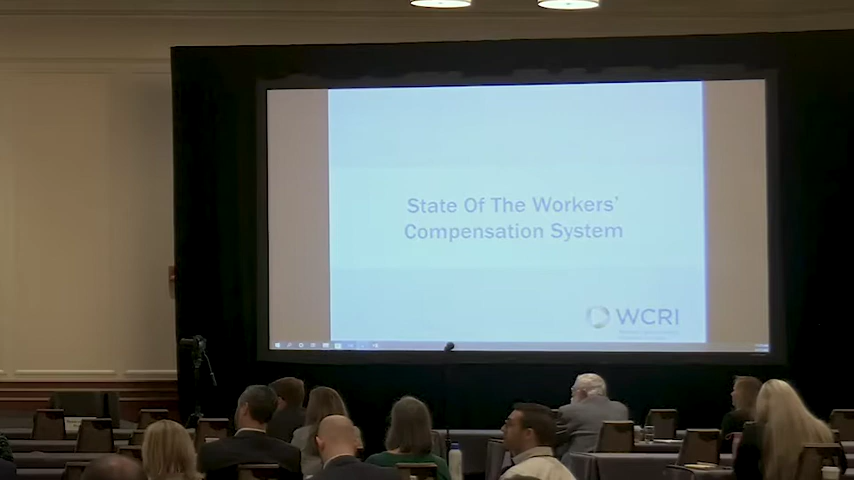 State Of The Workers'
Compensation System
WCRI